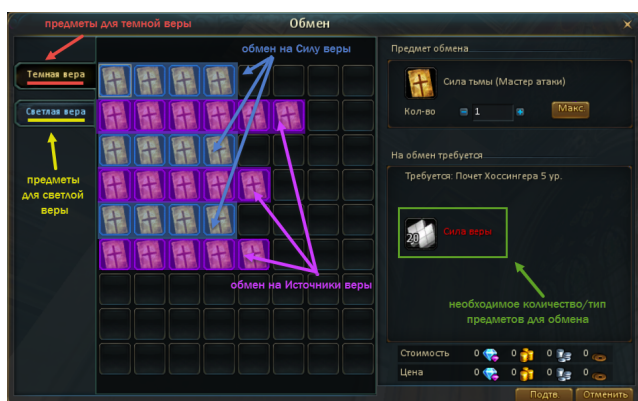 предметы для темной веры
Обмен
Темная вера
Светлая вера
предметы
для светлой
веры
обмен на Силу веры
обмен на Источники веры
Предмет обмена
Сила тьмы (Мастер атаки)
Кол-во 1 Макс.
На обмен требуется
Требуется: Почет Хоссингера 5 ур.
20 Сила веры
необходимое количество/тип
предметов для обмена
Стоимость 0 0 0 0
Цена 0 0 0 0
Подтв. Отменить